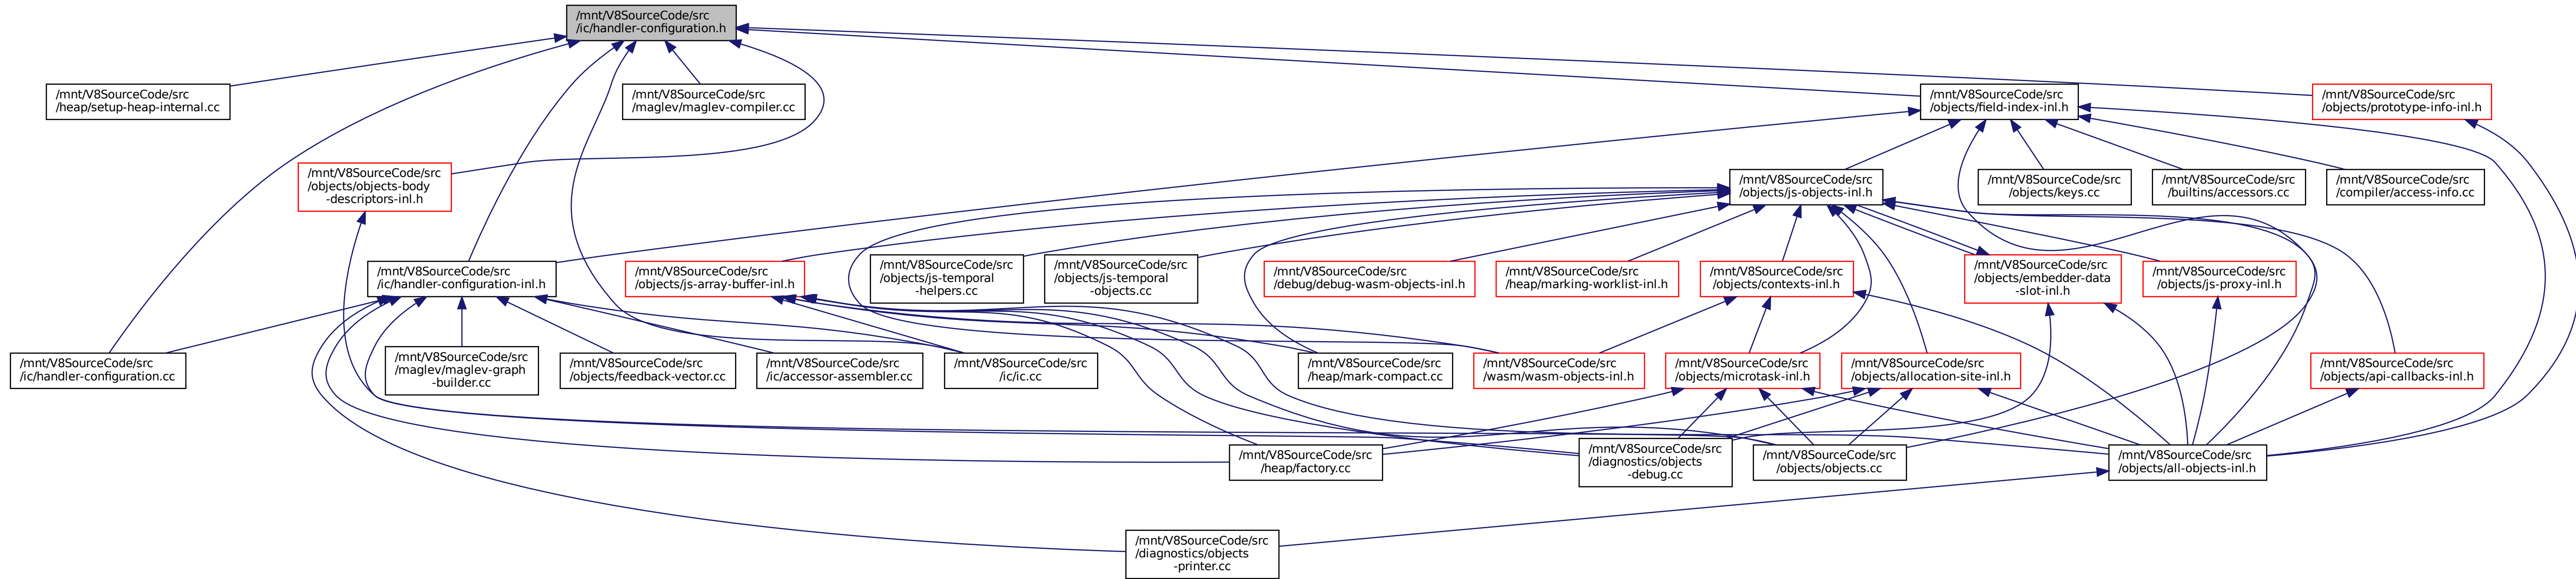 /mnt/V8SourceCode/src
/ic/handler-configuration.h
/mnt/V8SourceCode/src
/heap/setup-heap-internal.cc
/mnt/V8SourceCode/src
/maglev/maglev-compiler.cc
/mnt/V8SourceCode/src
/objects/field-index-inl.h
/mnt/V8SourceCode/src
/objects/prototype-info-inl.h
/mnt/V8SourceCode/src
/objects/objects-body
-descriptors-inl.h
/mnt/V8SourceCode/src
/objects/js-objects-inl.h
/mnt/V8SourceCode/src
/objects/keys.cc
/mnt/V8SourceCode/src
/builtins/accessors.cc
/mnt/V8SourceCode/src
/compiler/access-info.cc
/mnt/V8SourceCode/src
/ic/handler-configuration-inl.h
/mnt/V8SourceCode/src
/objects/js-array-buffer-inl.h
/mnt/V8SourceCode/src
/objects/js-temporal
-helpers.cc
/mnt/V8SourceCode/src
/objects/js-temporal
-objects.cc
/mnt/V8SourceCode/src
/debug/debug-wasm-objects-inl.h
/mnt/V8SourceCode/src
/heap/marking-worklist-inl.h
/mnt/V8SourceCode/src
/objects/contexts-inl.h
/mnt/V8SourceCode/src
/objects/embedder-data
-slot-inl.h
/mnt/V8SourceCode/src
/objects/js-proxy-inl.h
/mnt/V8SourceCode/src
/ic/handler-configuration.cc
/mnt/V8SourceCode/src
/maglev/maglev-graph
-builder.cc
/mnt/V8SourceCode/src
/objects/feedback-vector.cc
/mnt/V8SourceCode/src
/ic/accessor-assembler.cc
/mnt/V8SourceCode/src
/ic/ic.cc
/mnt/V8SourceCode/src
/heap/mark-compact.cc
/mnt/V8SourceCode/src
/wasm/wasm-objects-inl.h
/mnt/V8SourceCode/src
/objects/microtask-inl.h
/mnt/V8SourceCode/src
/objects/allocation-site-inl.h
/mnt/V8SourceCode/src
/objects/api-callbacks-inl.h
/mnt/V8SourceCode/src
/heap/factory.cc
/mnt/V8SourceCode/src
/diagnostics/objects
-debug.cc
/mnt/V8SourceCode/src
/objects/objects.cc
/mnt/V8SourceCode/src
/objects/all-objects-inl.h
/mnt/V8SourceCode/src
/diagnostics/objects
-printer.cc